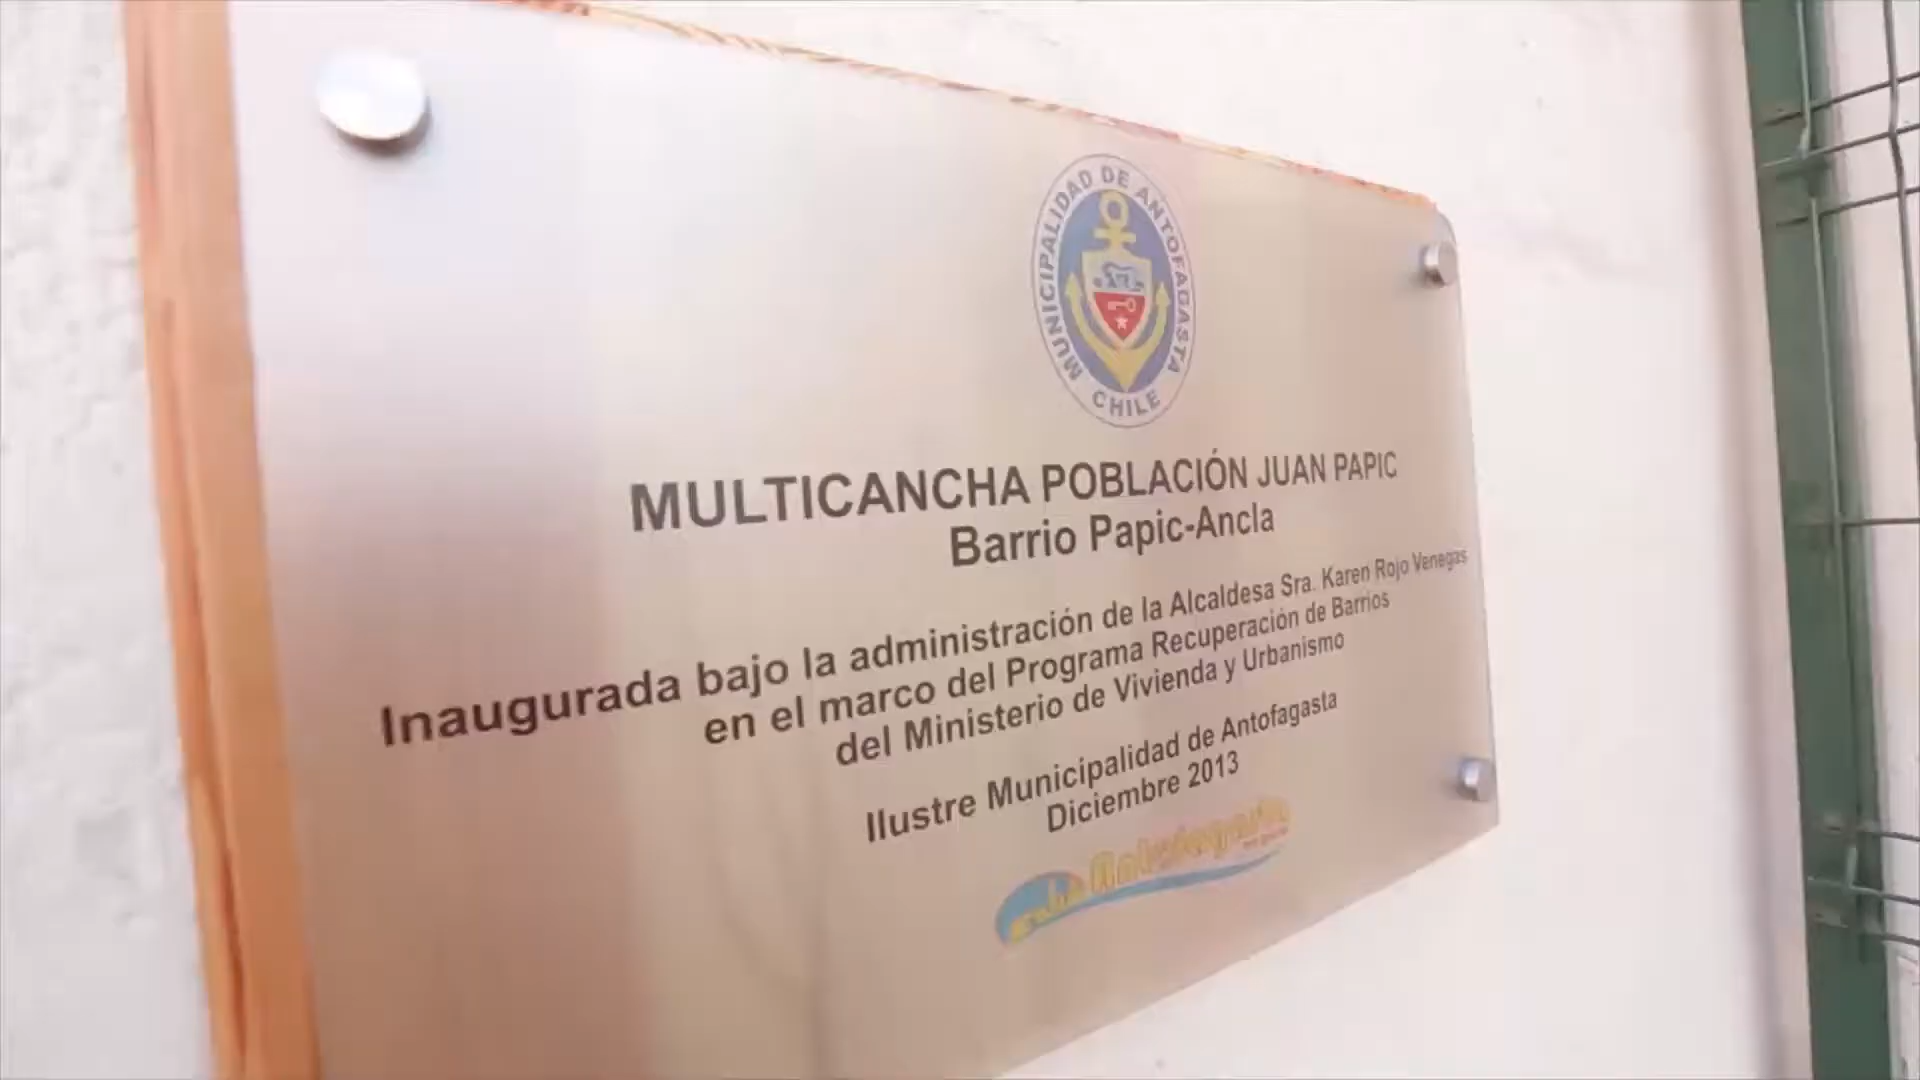 MUNICIPALIDAD DE ANTOFAGASTA
CHILE
MULTICANCHA POBLACIÓN JUAN PAPIC
Barrio Papic-Ancla
Inaugurada bajo la administración de la Alcaldesa Sra. Karen Rojo Venegas
en el marco del Programa Recuperación de Barrios
del Ministerio de Vivienda y Urbanismo
Ilustre Municipalidad de Antofagasta
Diciembre 2013
Antofagasta